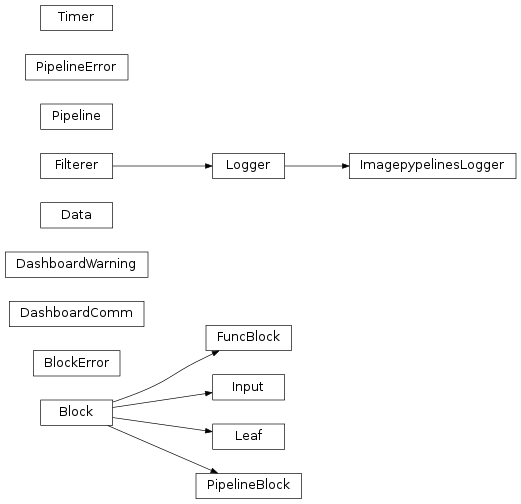 Timer
PipelineError
Pipeline
Filterer
Logger
ImagepypelinesLogger
Data
DashboardWarning
DashboardComm
FuncBlock
BlockError
Input
Block
Leaf
PipelineBlock